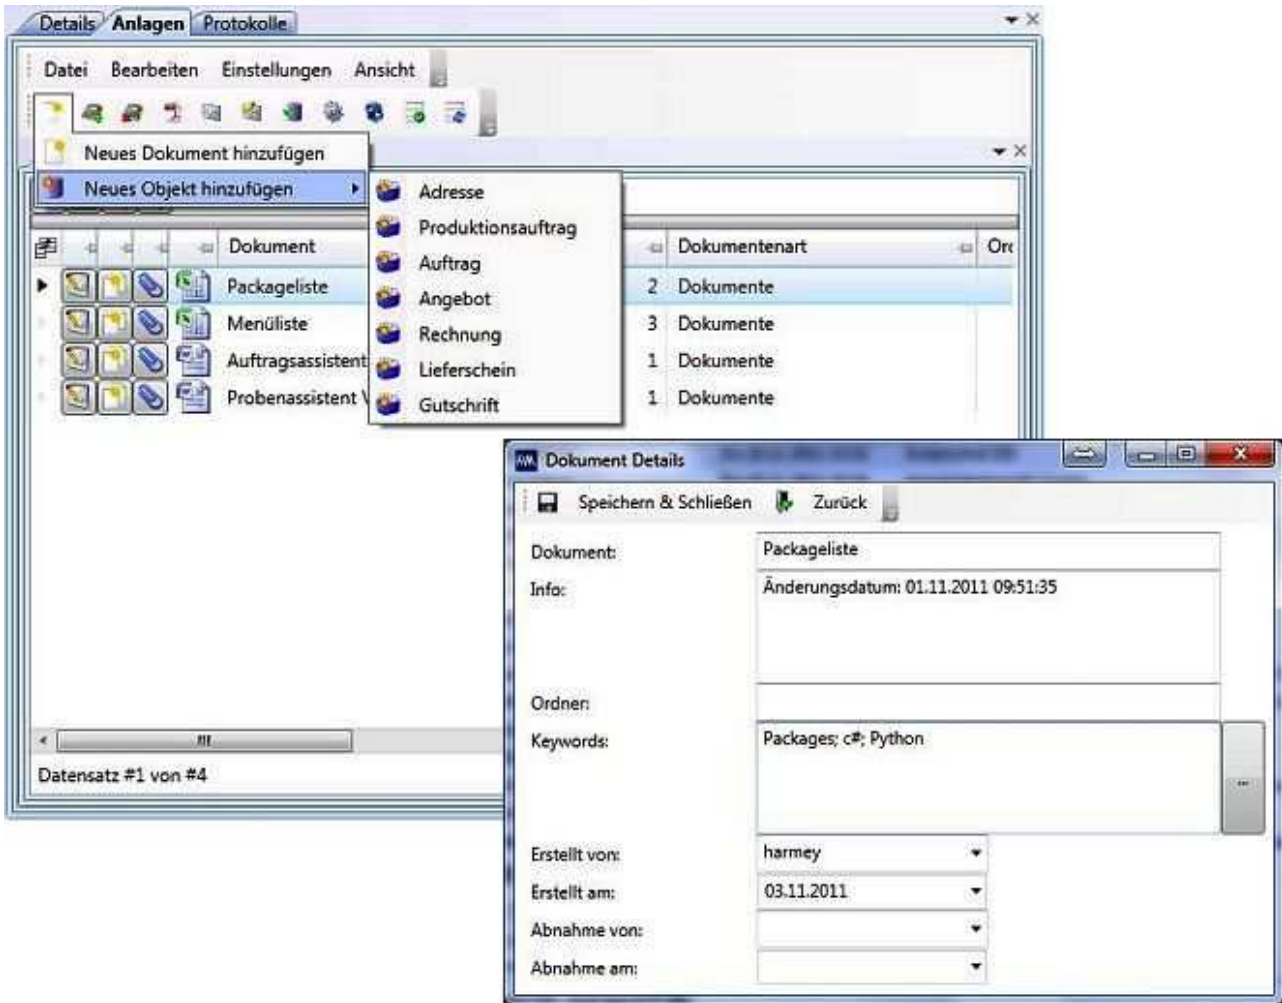 Details Anlagen Protokolle
Datei Bearbeiten Einstellungen Ansicht
Neues Dokument hinzufügen
Neues Objekt hinzufügen
Adresse
Produktionsauftrag
Auftrag
Angebot
Rechnung
Lieferschein
Gutschrift
Dokument Dokumentenart Ord
Packageliste 2 Dokumente
Menüliste 3 Dokumente
Auftragsassistent 1 Dokumente
Probenassistent 1 Dokumente
Datensatz #1 von #4
Dokument Details
Speichern & Schließen Zurück
Dokument: Packageliste
Info: Änderungsdatum: 01.11.2011 09:51:35
Ordner:
Keywords: Packages; c#; Python
...
Erstellt von: harmey
Erstellt am: 03.11.2011
Abnahme von:
Abnahme am: